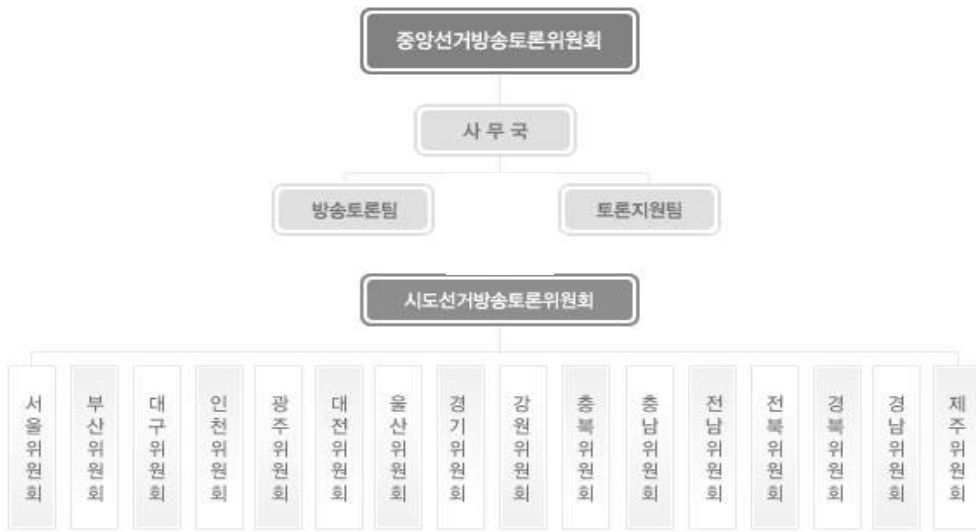 중앙선거방송토론위원회
사무국
방송토론팀
토론지원팀
시도선거방송토론위원회
서울위원회
부산위원회
대구위원회
인천위원회
광주위원회
대전위원회
울산위원회
경기위원회
강원위원회
충북위원회
충남위원회
전남위원회
전북위원회
경북위원회
경남위원회
제주위원회